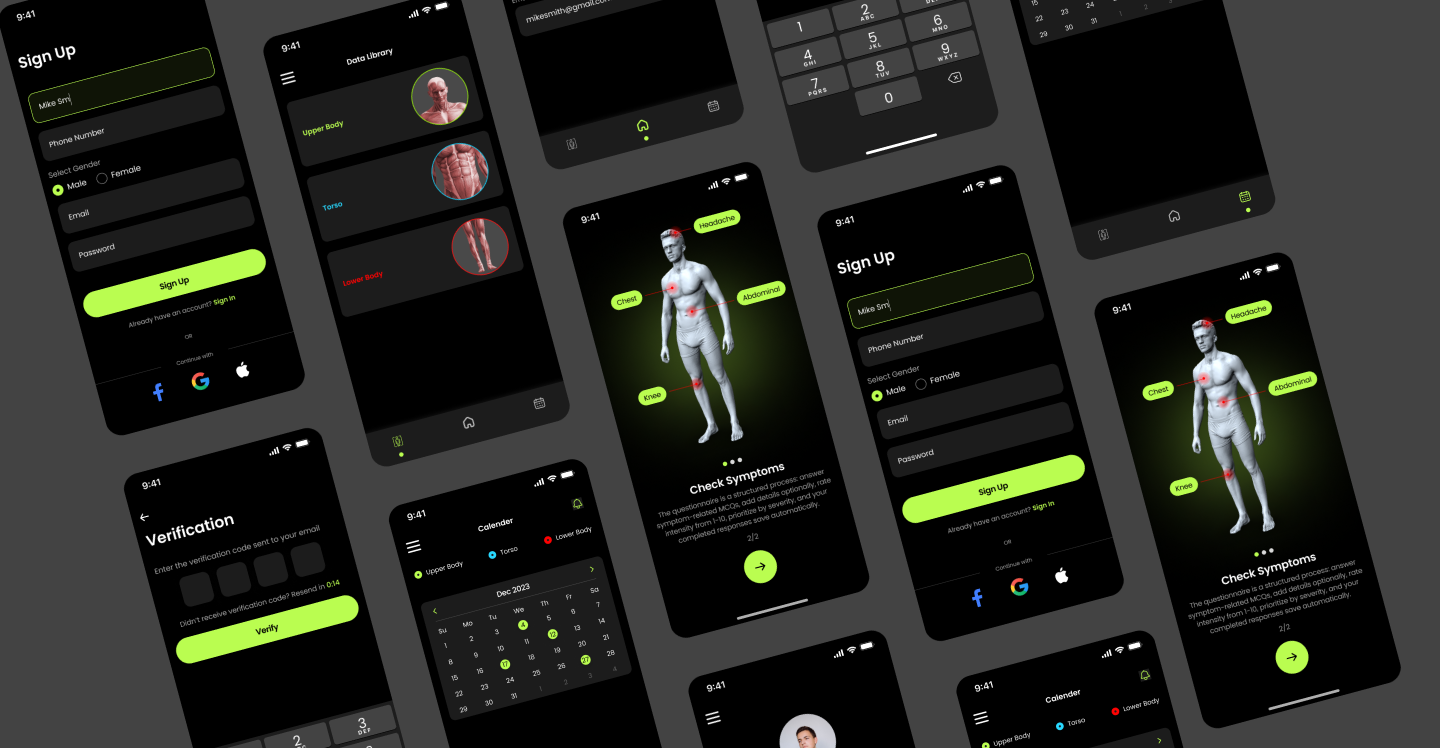 9:41
Sign Up
Mike Sm
Phone Number
Select Gender
Male Female
Email
Password
Sign Up
Already have an account? Sign In
OR
Continue with
9:41
Data Library
Upper Body
Torso
Lower Body
mikesmith@gmail.com
1 2 ABC
4 GHI 5 JKL 6 MNO
7 PQRS 8 TUV 9 WXYZ
0
22 23 24 25 26 27 28
29 30 31 1 2 3
9:41
Headache
Chest
Abdominal
Knee
Check Symptoms
The questionnaire is a structured process: answer
symptom-related MCQs, add details optionally, rate
intensity from 1-10, prioritize by severity, and your
completed responses save automatically.
2/2
9:41
Sign Up
Mike Sm
Phone Number
Select Gender
Male Female
Email
Password
Sign Up
Already have an account? Sign In
OR
Continue with
9:41
Headache
Chest
Abdominal
Knee
Check Symptoms
The questionnaire is a structured process: answer
symptom-related MCQs, add details optionally, rate
intensity from 1-10, prioritize by severity, and your
completed responses save automatically.
2/2
9:41
Verification
Enter the verification code sent to your email
Didn't receive verification code? Resend in 0:14
Verify
2
3 DEF
9:41
Calender
Upper Body Torso Lower Body
Dec 2023
Su Mo Tu We Th Fr Sa
1 2 3 4 5 6 7
8 9 10 11 12 13 14
15 16 17 18 19 20 21
22 23 24 25 26 27 28
29 30 31 1 2 3 4
9:41
9:41
Calender
Upper Body Torso Lower Body